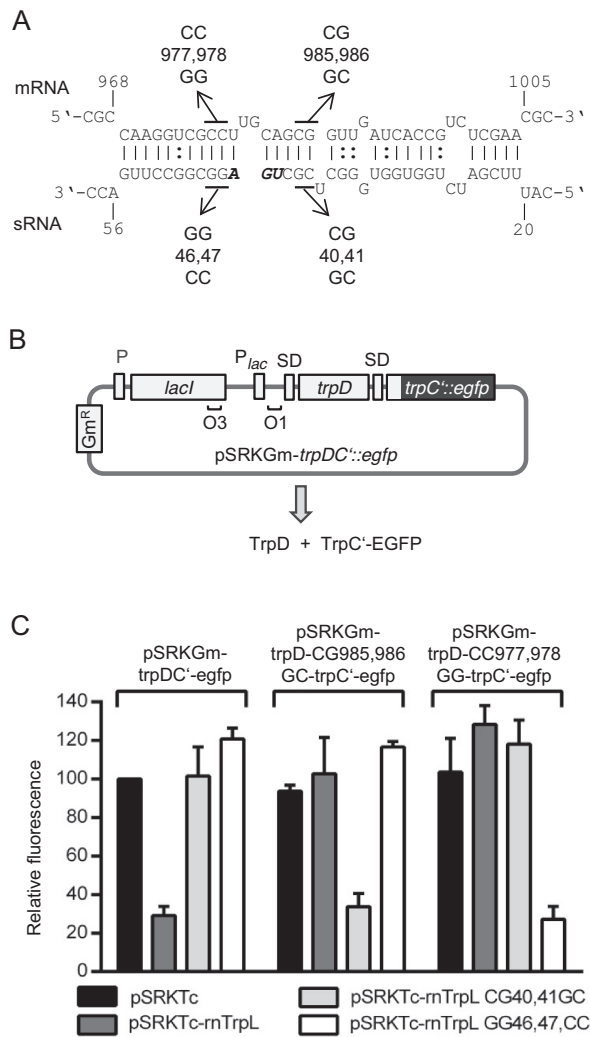 A
CC CG
977,978 985,986
GG GC
968 1005
mRNA
5‘-CGC CGC-3‘
UG G UC
CAAGGUCGCCU CAGCG GUU AUCACCG UCGAA
GUUCCGGCGGA GUCGC CGG UGGUGGU AGCUU
U G CU
3‘-CCA UAC-5‘
sRNA
56 20
GG CG
46,47 40,41
CC GC
B
P Plac SD SD
lacI trpD trpC‘::egfp
GmR
O3 O1
pSRKGm-trpDC‘::egfp
TrpD + TrpC‘-EGFP
C
pSRKGm-
trpDC‘-egfp
pSRKGm-
trpD-CG985,986
GC-trpC‘-egfp
pSRKGm-
trpD-CC977,978
GG-trpC‘-egfp
Relative fluorescence
140
120
100
80
60
40
20
0
pSRKTc pSRKTc-rnTrpL CG40,41GC
pSRKTc-rnTrpL pSRKTc-rnTrpL GG46,47,CC